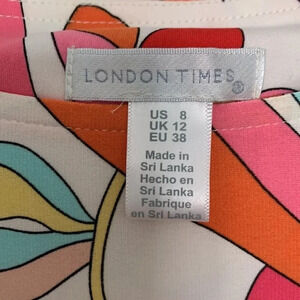 LONDON TIMES®
US 8
UK 12
EU 38
Made in
Sri Lanka
Hecho en
Sri Lanka
Fabrique
en Sri Lanka